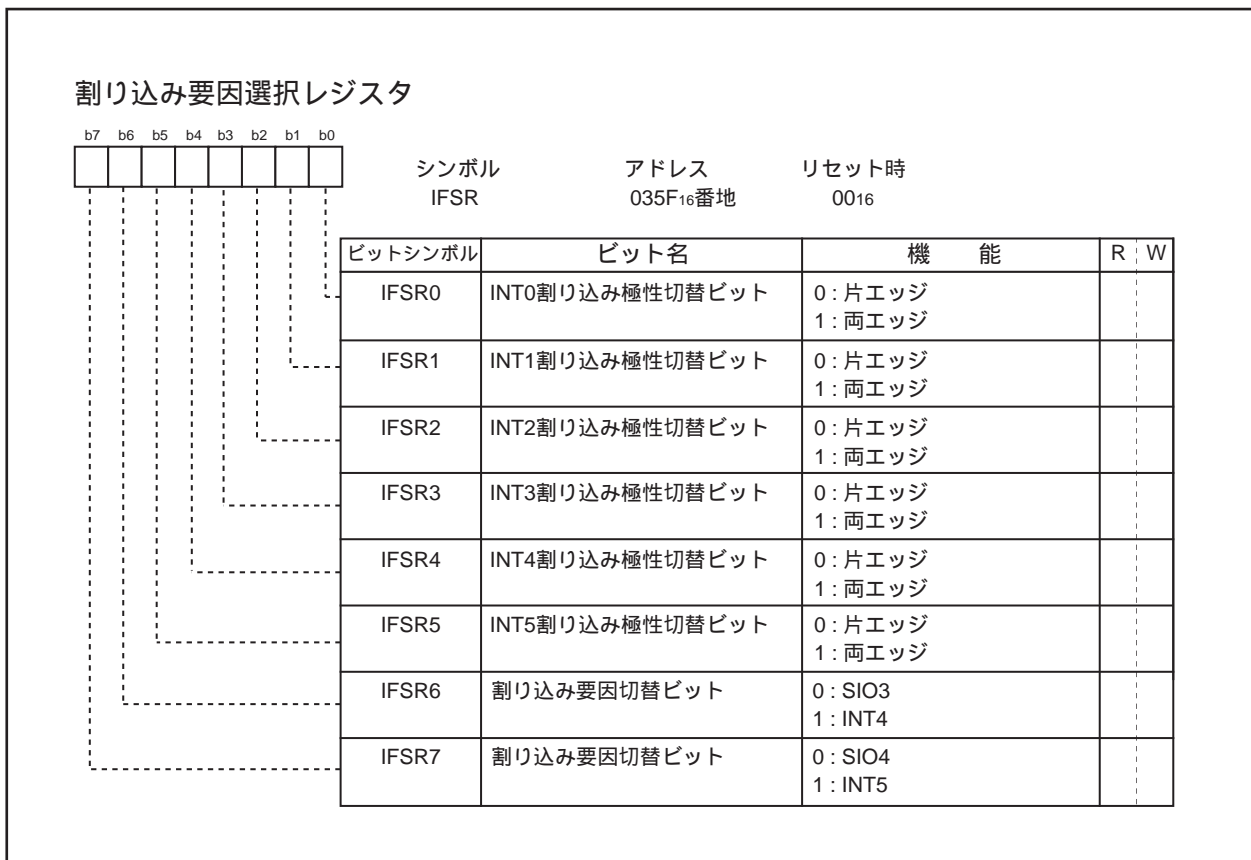 割り込み要因選択レジスタ
b7 b6 b5 b4 b3 b2 b1 b0
シンボル アドレス リセット時
IFSR 035F16番地 0016
ビットシンボル ビット名 機 能 R W
IFSR0 INT0割り込み極性切替ビット 0 : 片エッジ
1 : 両エッジ
IFSR1 INT1割り込み極性切替ビット 0 : 片エッジ
1 : 両エッジ
IFSR2 INT2割り込み極性切替ビット 0 : 片エッジ
1 : 両エッジ
IFSR3 INT3割り込み極性切替ビット 0 : 片エッジ
1 : 両エッジ
IFSR4 INT4割り込み極性切替ビット 0 : 片エッジ
1 : 両エッジ
IFSR5 INT5割り込み極性切替ビット 0 : 片エッジ
1 : 両エッジ
IFSR6 割り込み要因切替ビット 0 : SIO3
1 : INT4
IFSR7 割り込み要因切替ビット 0 : SIO4
1 : INT5